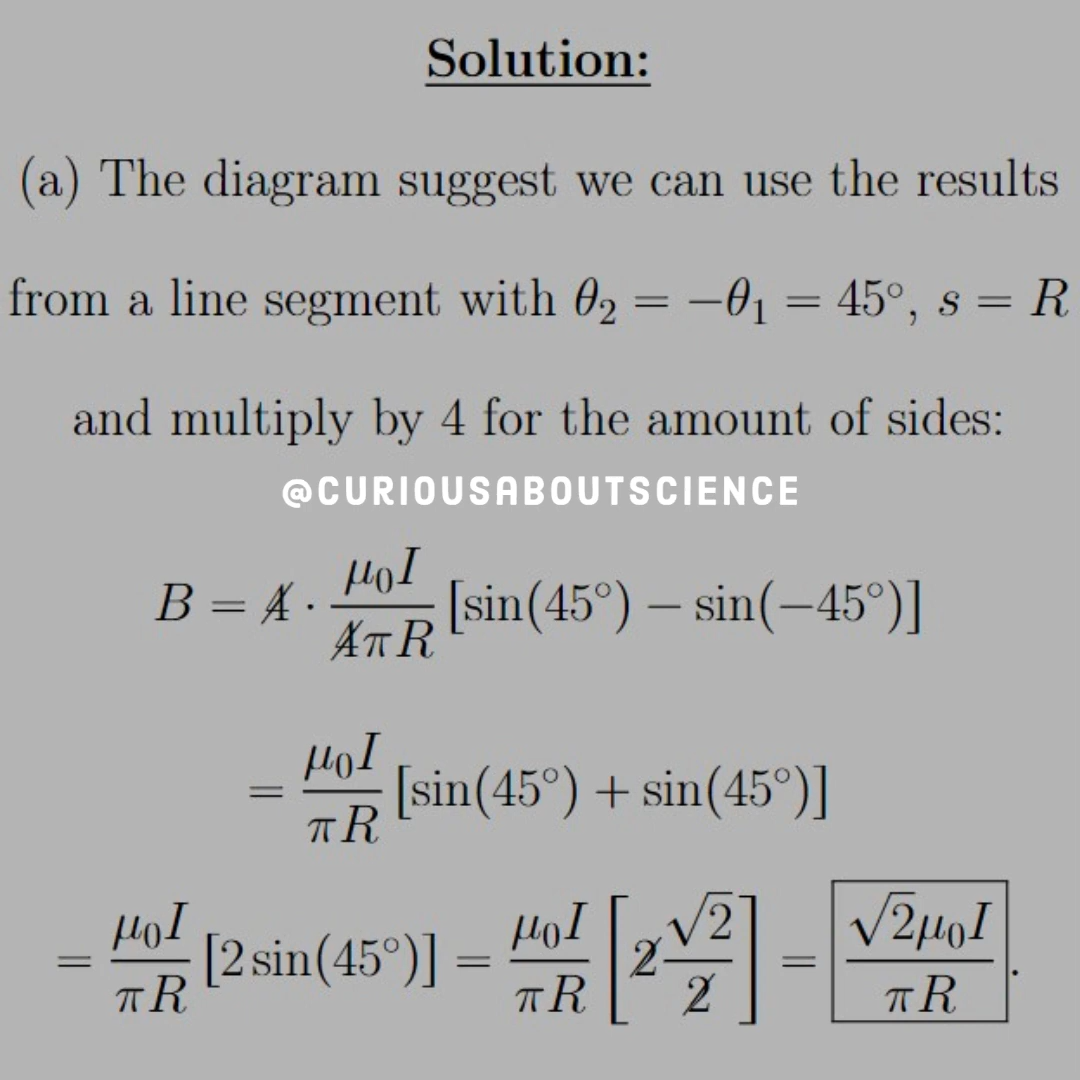 Solution:
(a) The diagram suggest we can use the results
from a line segment with θ₂ = −θ₁ = 45°, s = R
and multiply by 4 for the amount of sides:
@CURIOUSABOUTSCIENCE
B = 4 · μ₀I / 4πR [sin(45°) − sin(−45°)]
= μ₀I / πR [sin(45°) + sin(45°)]
= μ₀I / πR [2 sin(45°)] = μ₀I / πR [2 √2 / 2] = √2μ₀I / πR.